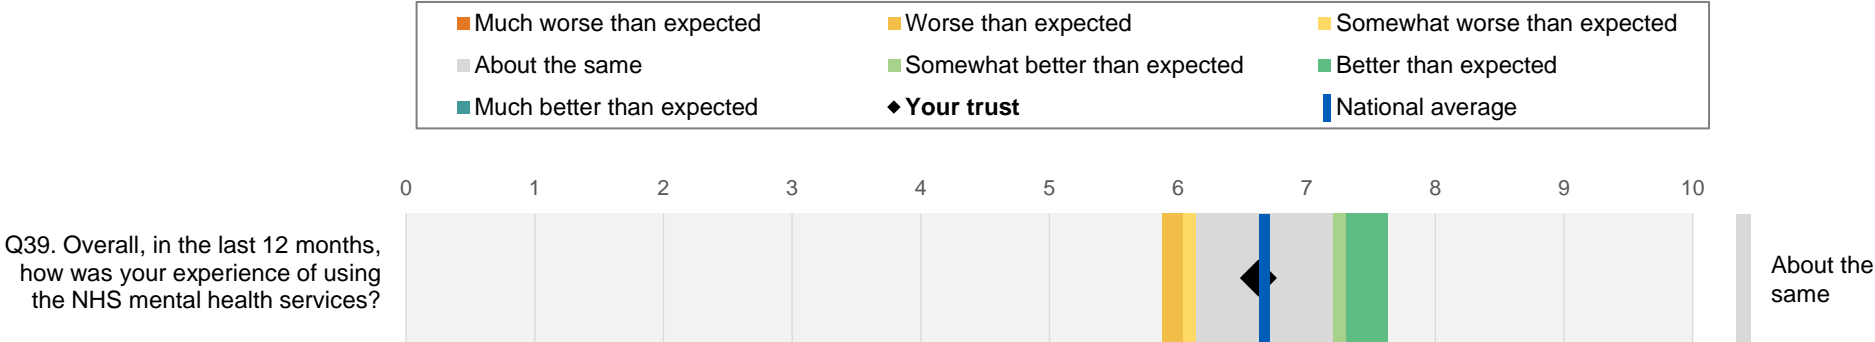 Much worse than expected
Worse than expected
Somewhat worse than expected
About the same
Somewhat better than expected
Better than expected
Much better than expected
Your trust
National average
0 1 2 3 4 5 6 7 8 9 10
Q39. Overall, in the last 12 months,
how was your experience of using
the NHS mental health services?
About the
same